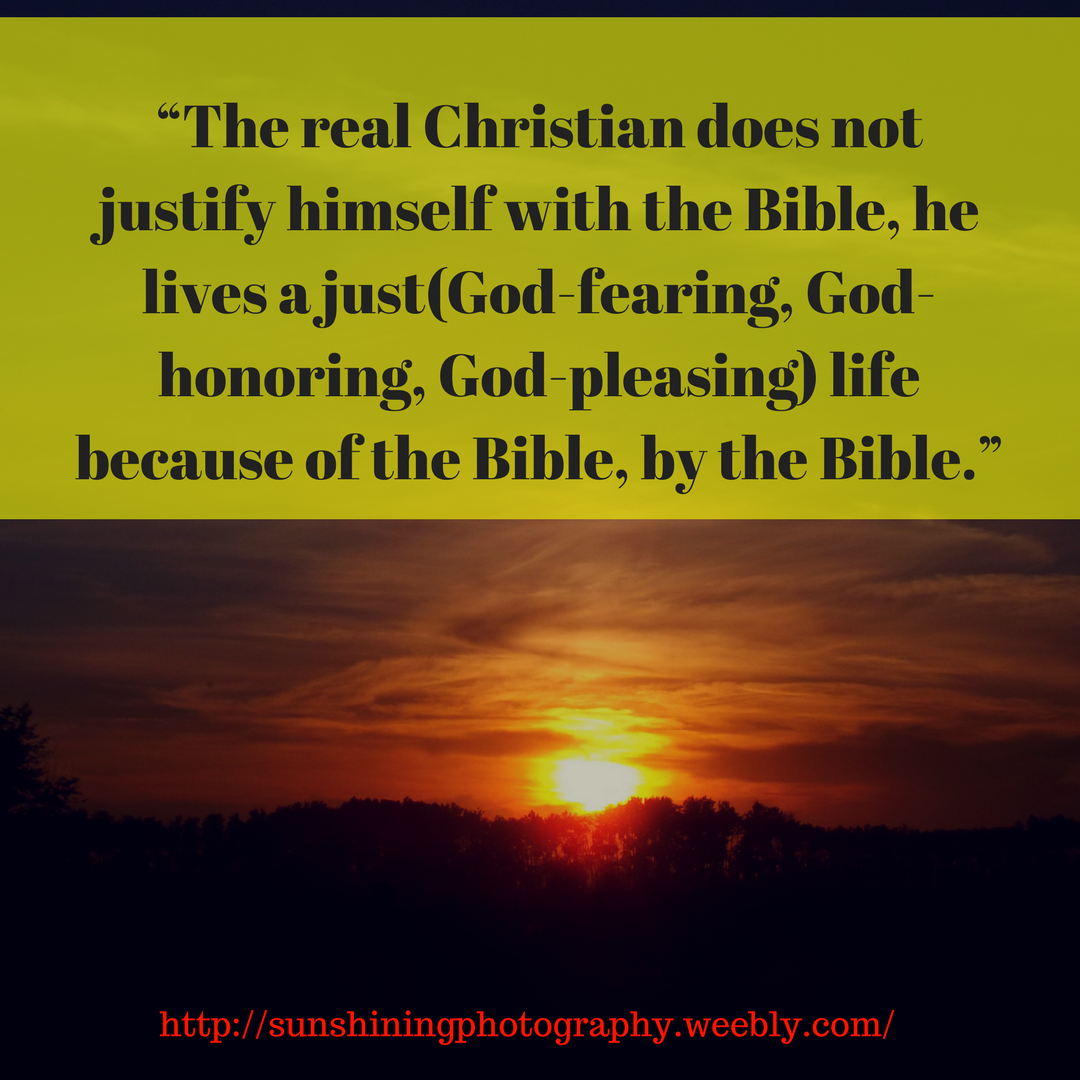 “The real Christian does not
justify himself with the Bible, he
lives a just(God-fearing, God-
honoring, God-pleasing) life
because of the Bible, by the Bible.”
http://sunshiningphotography.weebly.com/